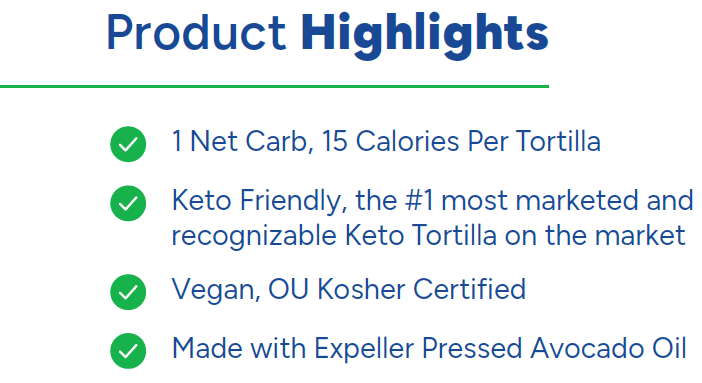 Product Highlights
1 Net Carb, 15 Calories Per Tortilla
Keto Friendly, the #1 most marketed and
recognizable Keto Tortilla on the market
Vegan, OU Kosher Certified
Made with Expeller Pressed Avocado Oil